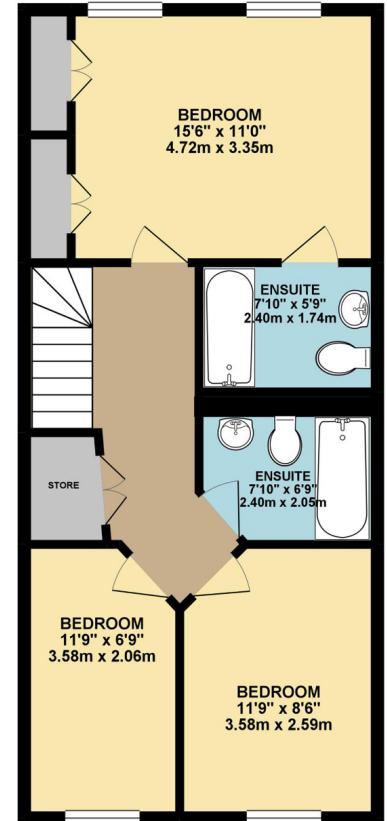 BEDROOM
15'6" x 11'0"
4.72m x 3.35m
ENSUITE
7'10" x 5'9"
2.40m x 1.74m
ENSUITE
7'10" x 6'9"
2.40m x 2.05m
STORE
BEDROOM
11'9" x 6'9"
3.58m x 2.06m
BEDROOM
11'9" x 8'6"
3.58m x 2.59m